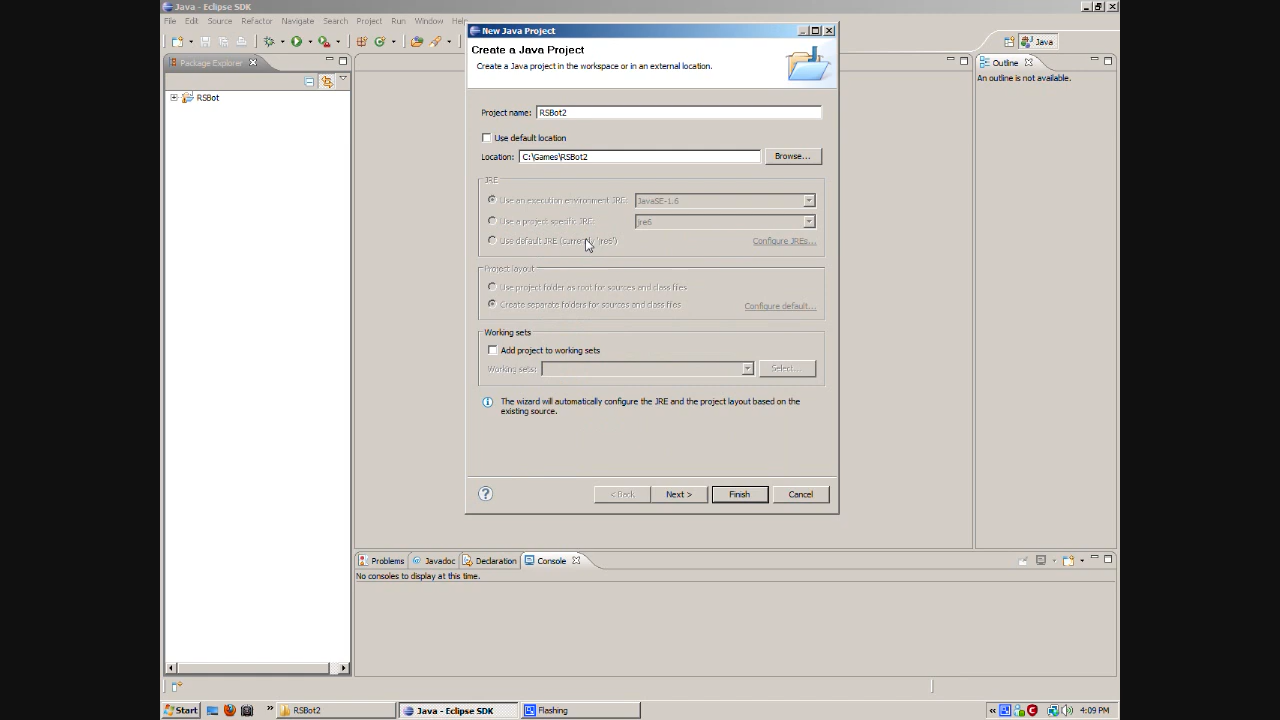 Java - Eclipse SDK
File Edit Source Refactor Navigate Search Project Run Window Help
Java
Package Explorer
RSBot
New Java Project
Create a Java Project
Create a Java project in the workspace or in an external location.
Project name: RSBot2
Use default location
Location: C:\Games\RSBot2 Browse...
JRE
Use an execution environment JRE: JavaSE-1.6
Use a project specific JRE: jre6
Use default JRE (currently 'jre6') Configure JREs...
Project layout
Use project folder as root for sources and class files
Create separate folders for sources and class files Configure default...
Working sets
Add project to working sets
Working sets: Select...
The wizard will automatically configure the JRE and the project layout based on the
existing source.
< Back Next > Finish Cancel
Outline
An outline is not available.
Problems Javadoc Declaration Console
No consoles to display at this time.
Start » RSBot2 Java - Eclipse SDK Flashing « 4:09 PM